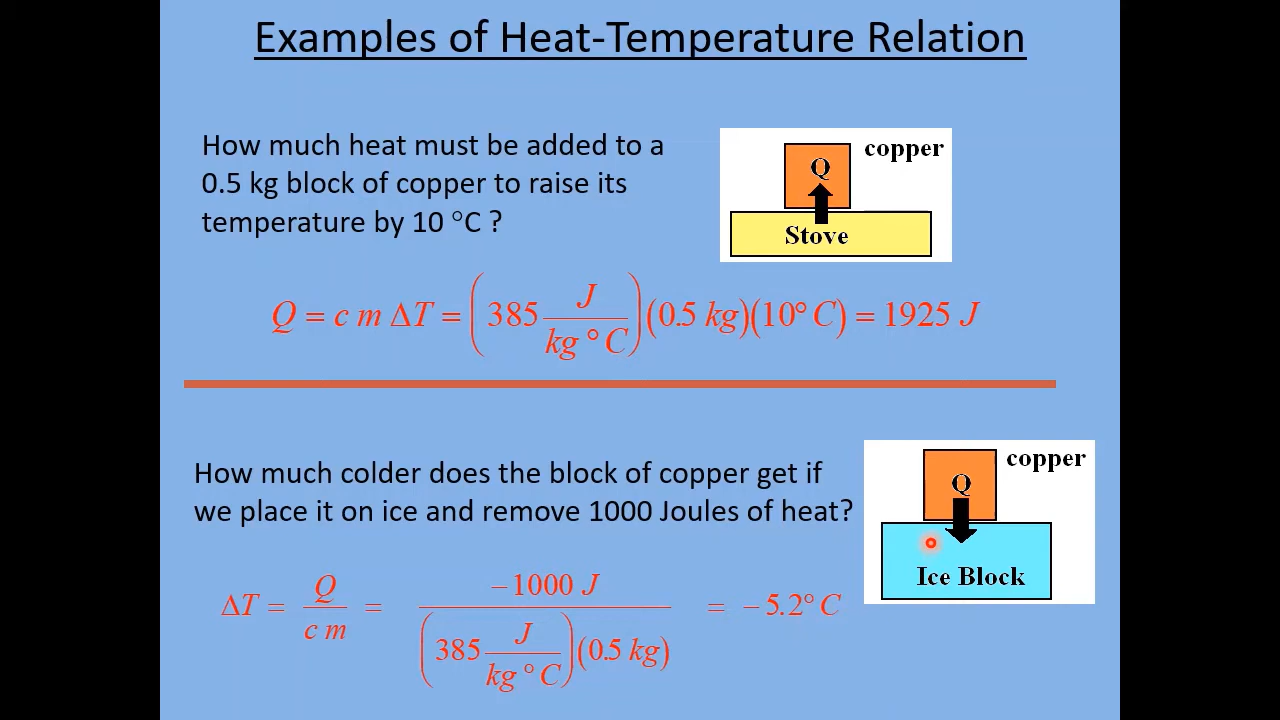 Examples of Heat-Temperature Relation
How much heat must be added to a
0.5 kg block of copper to raise its
temperature by 10 °C ?
copper
Q
Stove
Q = c m ΔT = ( 385 J / kg ° C ) (0.5 kg)(10° C) = 1925 J
How much colder does the block of copper get if
we place it on ice and remove 1000 Joules of heat?
copper
Q
Ice Block
ΔT = Q / c m = −1000 J / ( 385 J / kg ° C ) (0.5 kg) = − 5.2° C